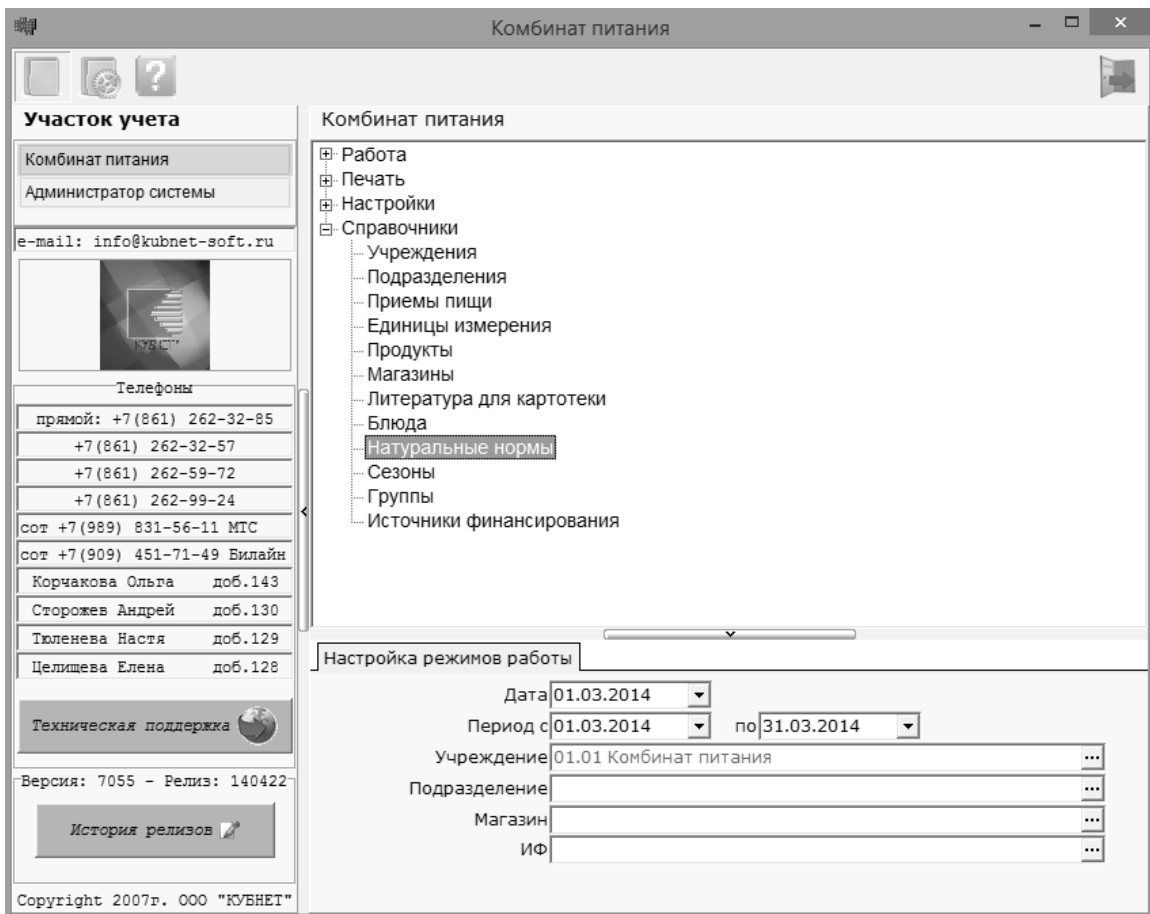 Комбинат питания
Участок учета
Комбинат питания
Администратор системы
e-mail: info@kubnet-soft.ru
КУБНЕТ
Телефоны
прямой: +7(861) 262-32-85
+7(861) 262-32-57
+7(861) 262-59-72
+7(861) 262-99-24
сот +7(989) 831-56-11 МТС
сот +7(909) 451-71-49 Билайн
Корчакова Ольга доб.143
Сторожев Андрей доб.130
Тюленева Настя доб.129
Целищева Елена доб.128
Техническая поддержка
Версия: 7055 - Релиз: 140422
История релизов
Copyright 2007г. ООО "КУБНЕТ"
Комбинат питания
Работа
Печать
Настройки
Справочники
Учреждения
Подразделения
Приемы пищи
Единицы измерения
Продукты
Магазины
Литература для картотеки
Блюда
Натуральные нормы
Сезоны
Группы
Источники финансирования
Настройка режимов работы
Дата 01.03.2014
Период с 01.03.2014 по 31.03.2014
Учреждение 01.01 Комбинат питания ...
Подразделение ...
Магазин ...
ИФ ...